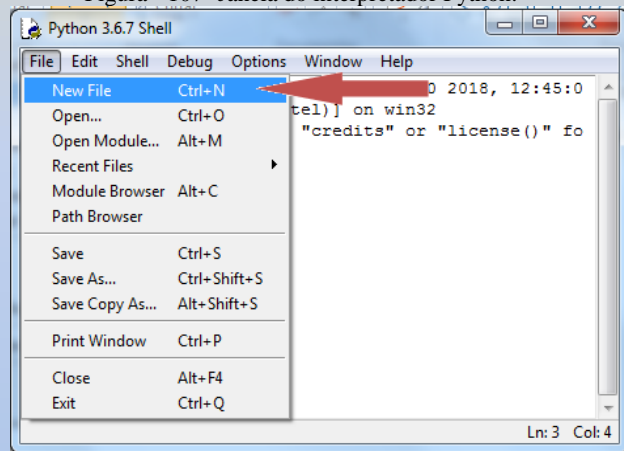 Python 3.6.7 Shell
File Edit Shell Debug Options Window Help
New File Ctrl+N
0 2018, 12:45:0
Open... Ctrl+O
tel)] on win32
Open Module... Alt+M
"credits" or "license()" fo
Recent Files
Module Browser Alt+C
Path Browser
Save Ctrl+S
Save As... Ctrl+Shift+S
Save Copy As... Alt+Shift+S
Print Window Ctrl+P
Close Alt+F4
Exit Ctrl+Q
Ln: 3 Col: 4